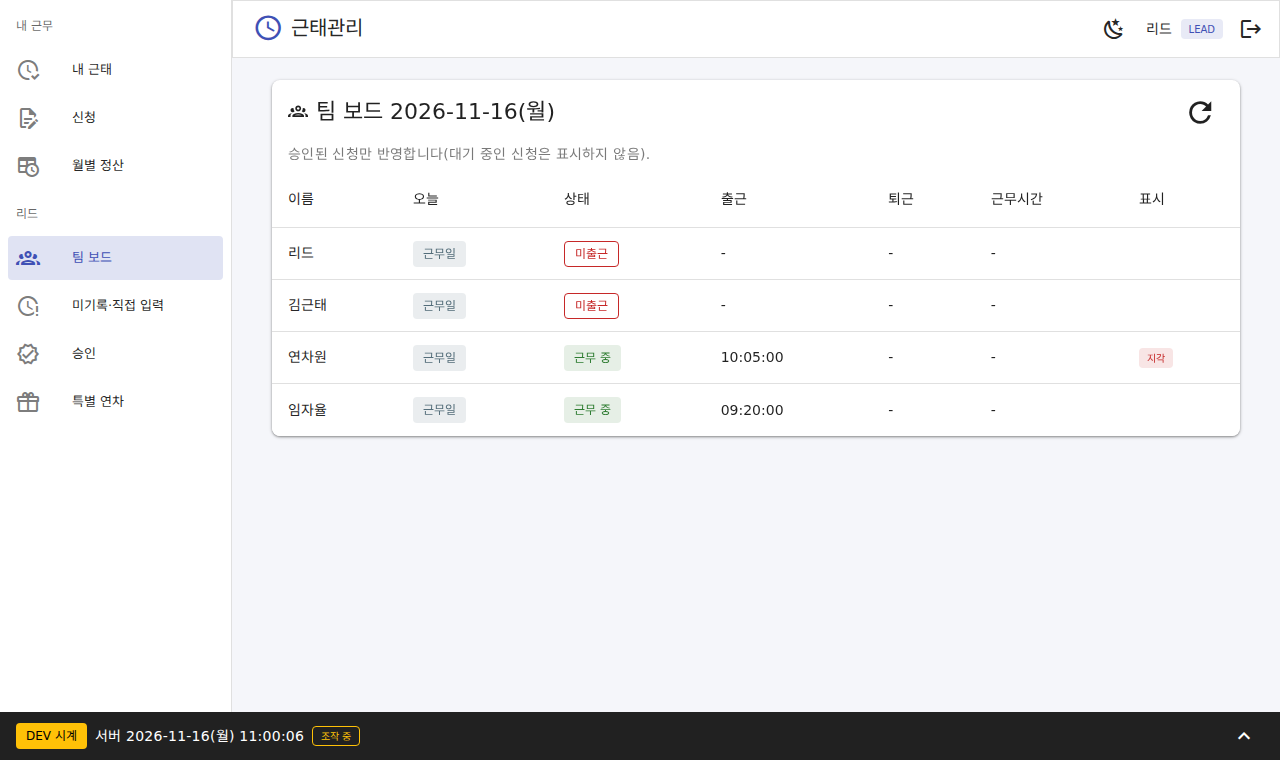 내 근무
내 근태
신청
월별 정산
리드
팀 보드
미기록·직접 입력
승인
특별 연차
근태관리
리드 LEAD
팀 보드 2026-11-16(월)
승인된 신청만 반영합니다(대기 중인 신청은 표시하지 않음).
이름 오늘 상태 출근 퇴근 근무시간 표시
리드 근무일 미출근 - - -
김근태 근무일 미출근 - - -
연차원 근무일 근무 중 10:05:00 - - 지각
임자율 근무일 근무 중 09:20:00 - -
DEV 시계 서버 2026-11-16(월) 11:00:06 조작 중